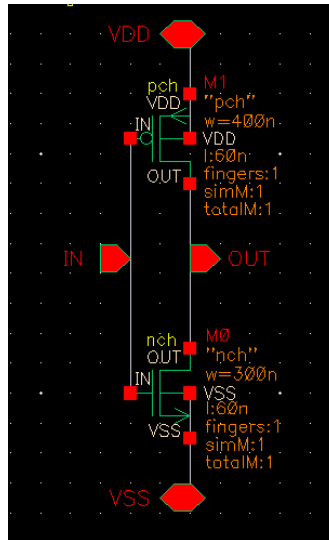 VDD
pch M1
VDD "pch"
w=400n
IN VDD
l:60n
OUT fingers:1
simM:1
totalM:1
IN OUT
nch M0
OUT "nch"
w=300n
IN VSS
l:60n
VSS fingers:1
simM:1
totalM:1
VSS